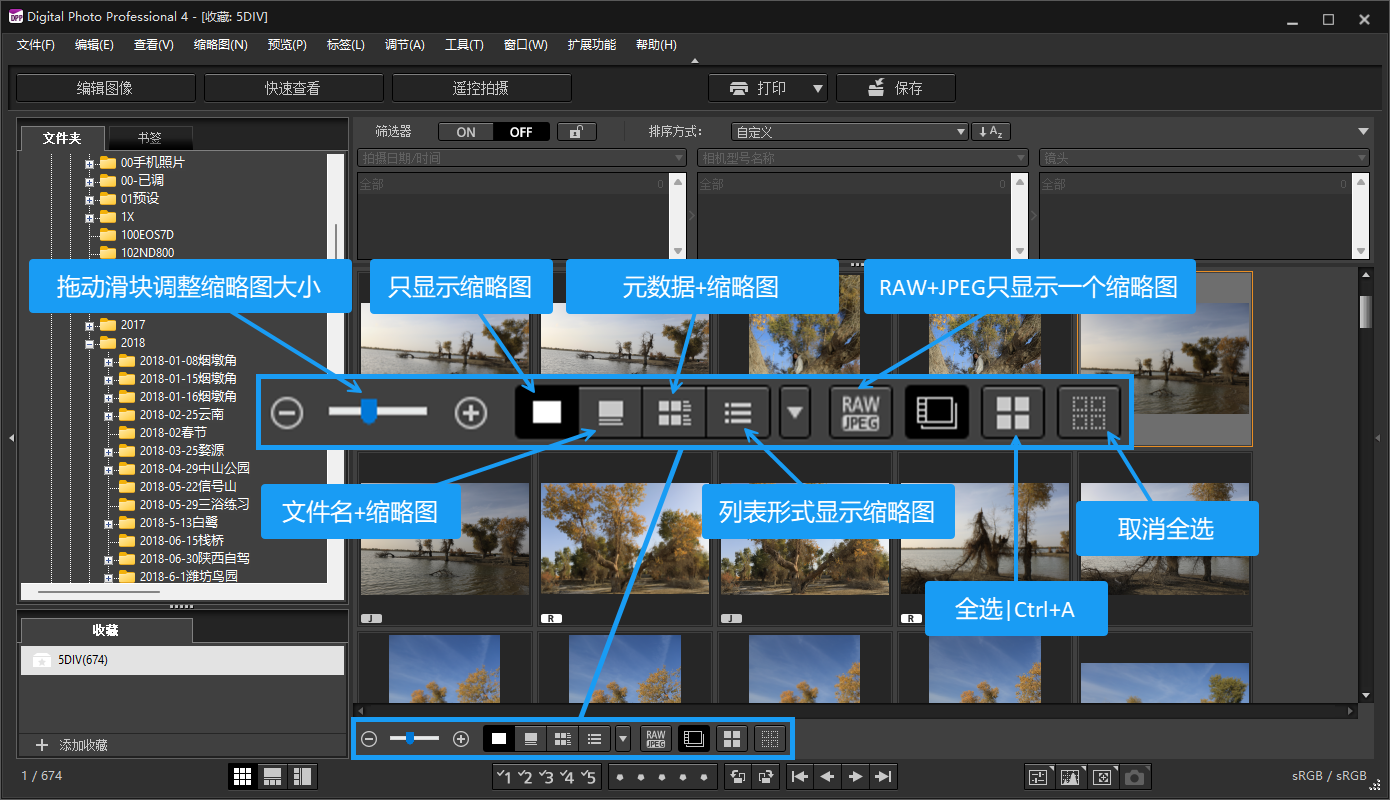 Digital Photo Professional 4 - [收藏: 5DIV]
文件(F) 编辑(E) 查看(V) 缩略图(N) 预览(P) 标签(L) 调节(A) 工具(T) 窗口(W) 扩展功能 帮助(H)
编辑图像 快速查看 遥控拍摄 打印 保存
文件夹 书签
筛选器 ON OFF 排序方式: 自定义
拍摄日期/时间 相机型号名称 镜头
全部 0 全部 0 全部 0
00手机照片
00-已调
01预设
1X
100EOS7D
102ND800
拖动滑块调整缩略图大小 只显示缩略图 元数据+缩略图 RAW+JPEG只显示一个缩略图
2017
2018
2018-01-08烟墩角
2018-01-15烟墩角
2018-01-16烟墩角
2018-02-25云南
2018-02春节
2018-03-25婺源
2018-04-29中山公园
2018-05-22信号山
2018-05-29三浴练习
2018-5-13白鹭
2018-06-15栈桥
2018-06-30陕西自驾
2018-6-1潍坊鸟园
RAW
JPEG
文件名+缩略图 列表形式显示缩略图 取消全选
全选|Ctrl+A
J R J R
收藏
5DIV(674)
添加收藏
RAW
JPEG
1 / 674
1 2 3 4 5
sRGB / sRGB